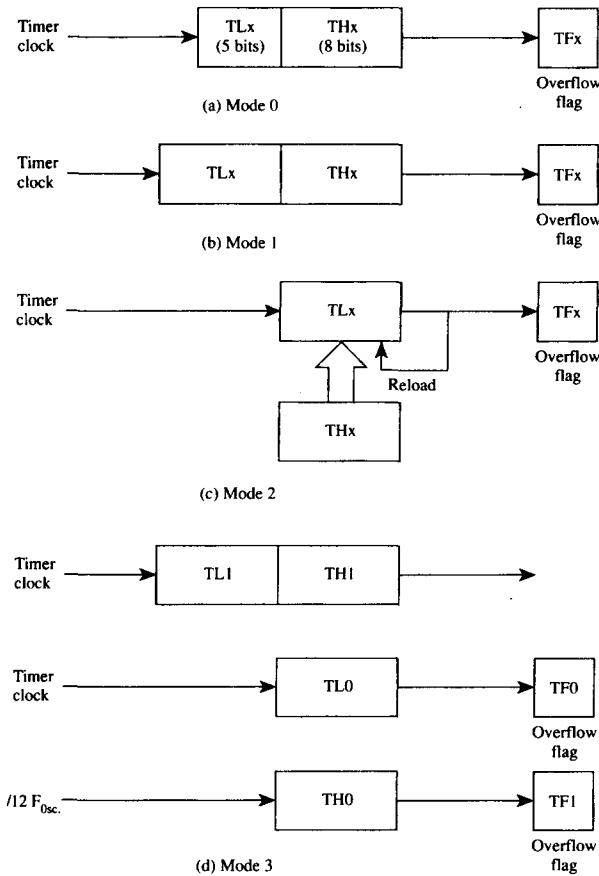 Timer
clock
TLx
(5 bits)
THx
(8 bits)
TFx
Overflow
flag
(a) Mode 0
Timer
clock
TLx
THx
TFx
Overflow
flag
(b) Mode 1
Timer
clock
TLx
TFx
Overflow
flag
Reload
THx
(c) Mode 2
Timer
clock
TL1
TH1
Timer
clock
TL0
TF0
Overflow
flag
/12 F0sc.
TH0
TF1
Overflow
flag
(d) Mode 3